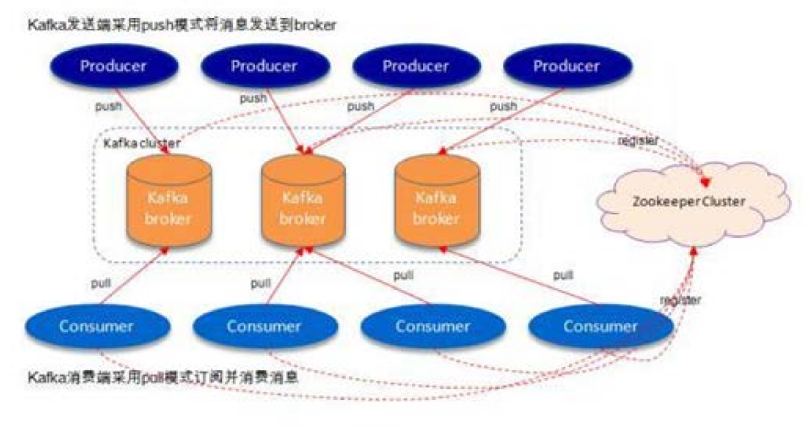 Kafka发送端采用push模式将消息发送到broker
Producer Producer Producer Producer
push push push push
Kafka cluster
register
Kafka broker
Kafka broker
Kafka broker
Zookeeper Cluster
pull pull pull pull
register
Consumer Consumer Consumer Consumer
Kafka消费端采用pull模式订阅并消费消息